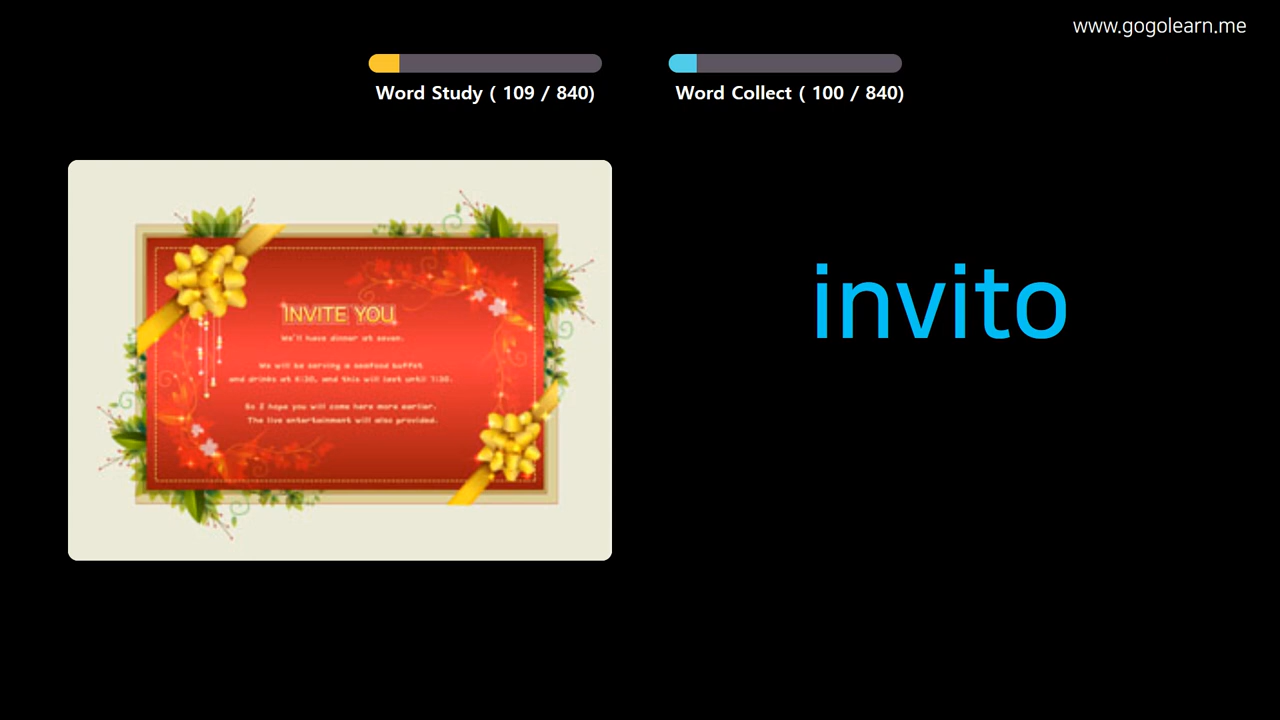 www.gogolearn.me
Word Study ( 109 / 840)
Word Collect ( 100 / 840)
INVITE YOU
We'll have dinner at seven.
We will be serving a seafood buffet
and drinks at 6:30, and this will last until 7:30.
So I hope you will come here more earlier.
The live entertainment will also provided.
invito